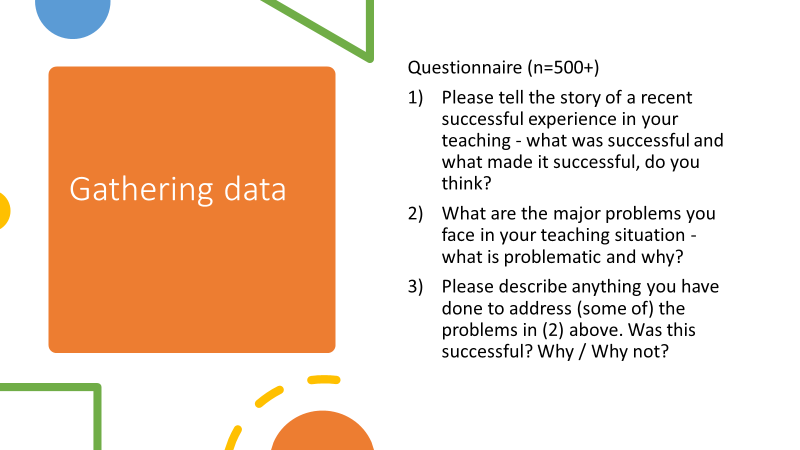 Gathering data
Questionnaire (n=500+)
1) Please tell the story of a recent
successful experience in your
teaching - what was successful and
what made it successful, do you
think?
2) What are the major problems you
face in your teaching situation -
what is problematic and why?
3) Please describe anything you have
done to address (some of) the
problems in (2) above. Was this
successful? Why / Why not?